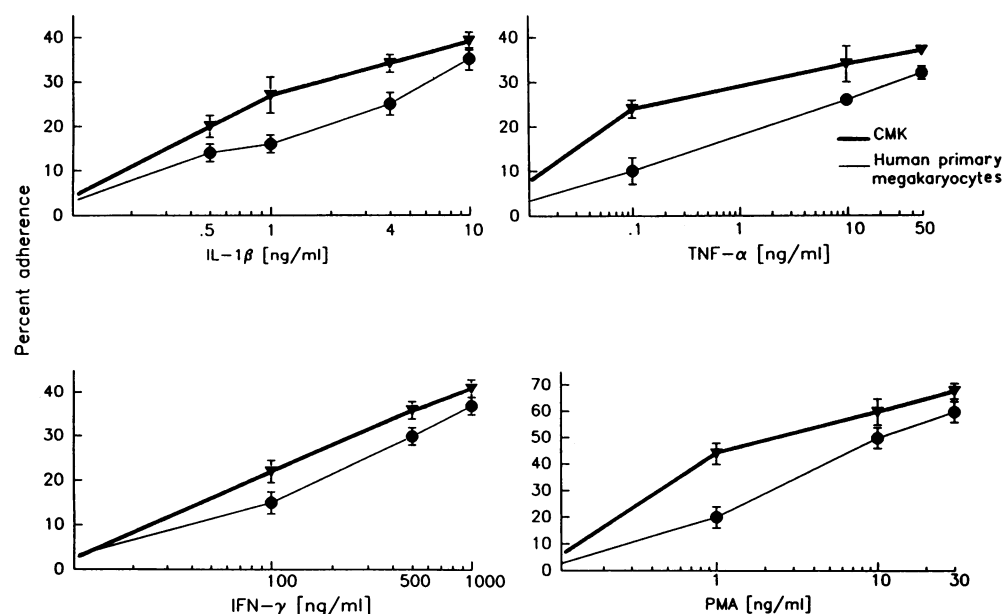 Percent adherence
40
30
20
10
0
.5 1 4 10
IL-1β [ng/ml]
40
30
20
10
0
.1 1 10 50
TNF-α [ng/ml]
CMK
Human primary
megakaryocytes
40
30
20
10
0
100 500 1000
IFN-γ [ng/ml]
70
60
50
40
30
20
10
0
1 10 30
PMA [ng/ml]